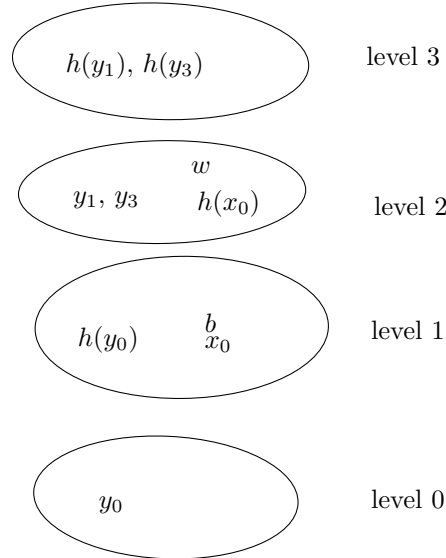 h(y₁), h(y₃) level 3
w
y₁, y₃ h(x₀) level 2
b
h(y₀) x₀ level 1
y₀ level 0